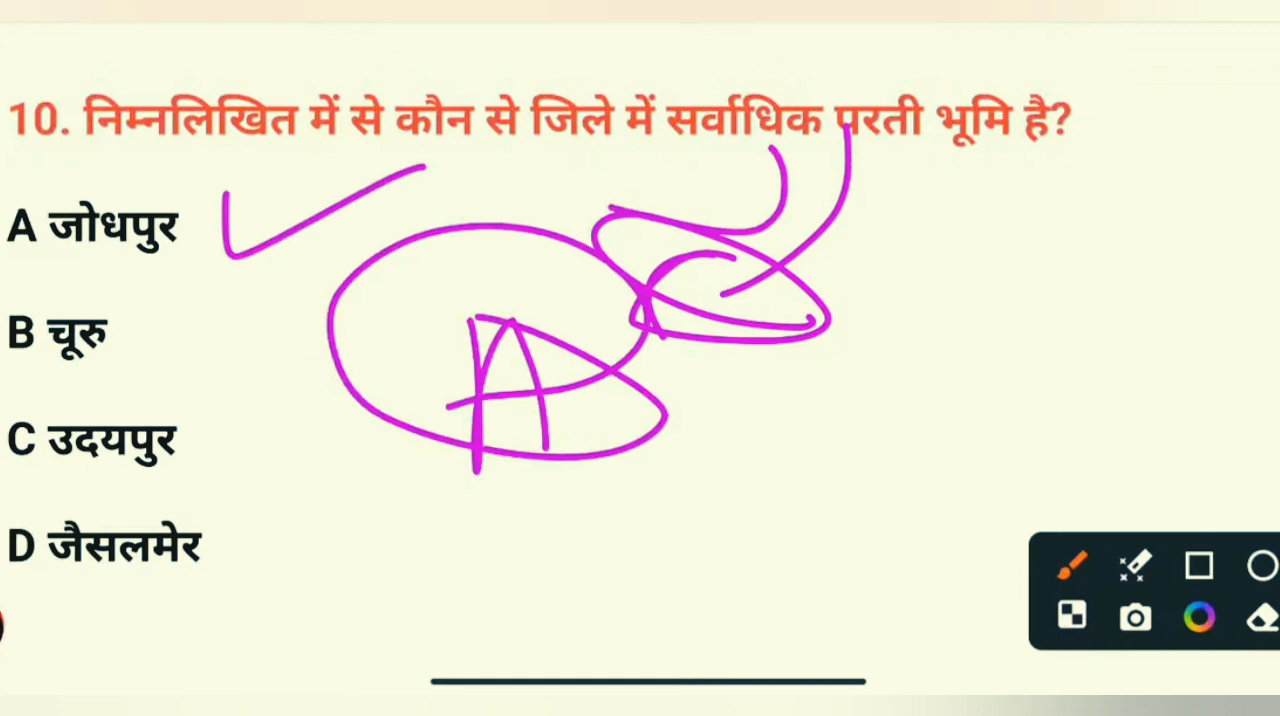 10. निम्नलिखित में से कौन से जिले में सर्वाधिक परती भूमि है?
A जोधपुर
B चूरु
A
C उदयपुर
D जैसलमेर